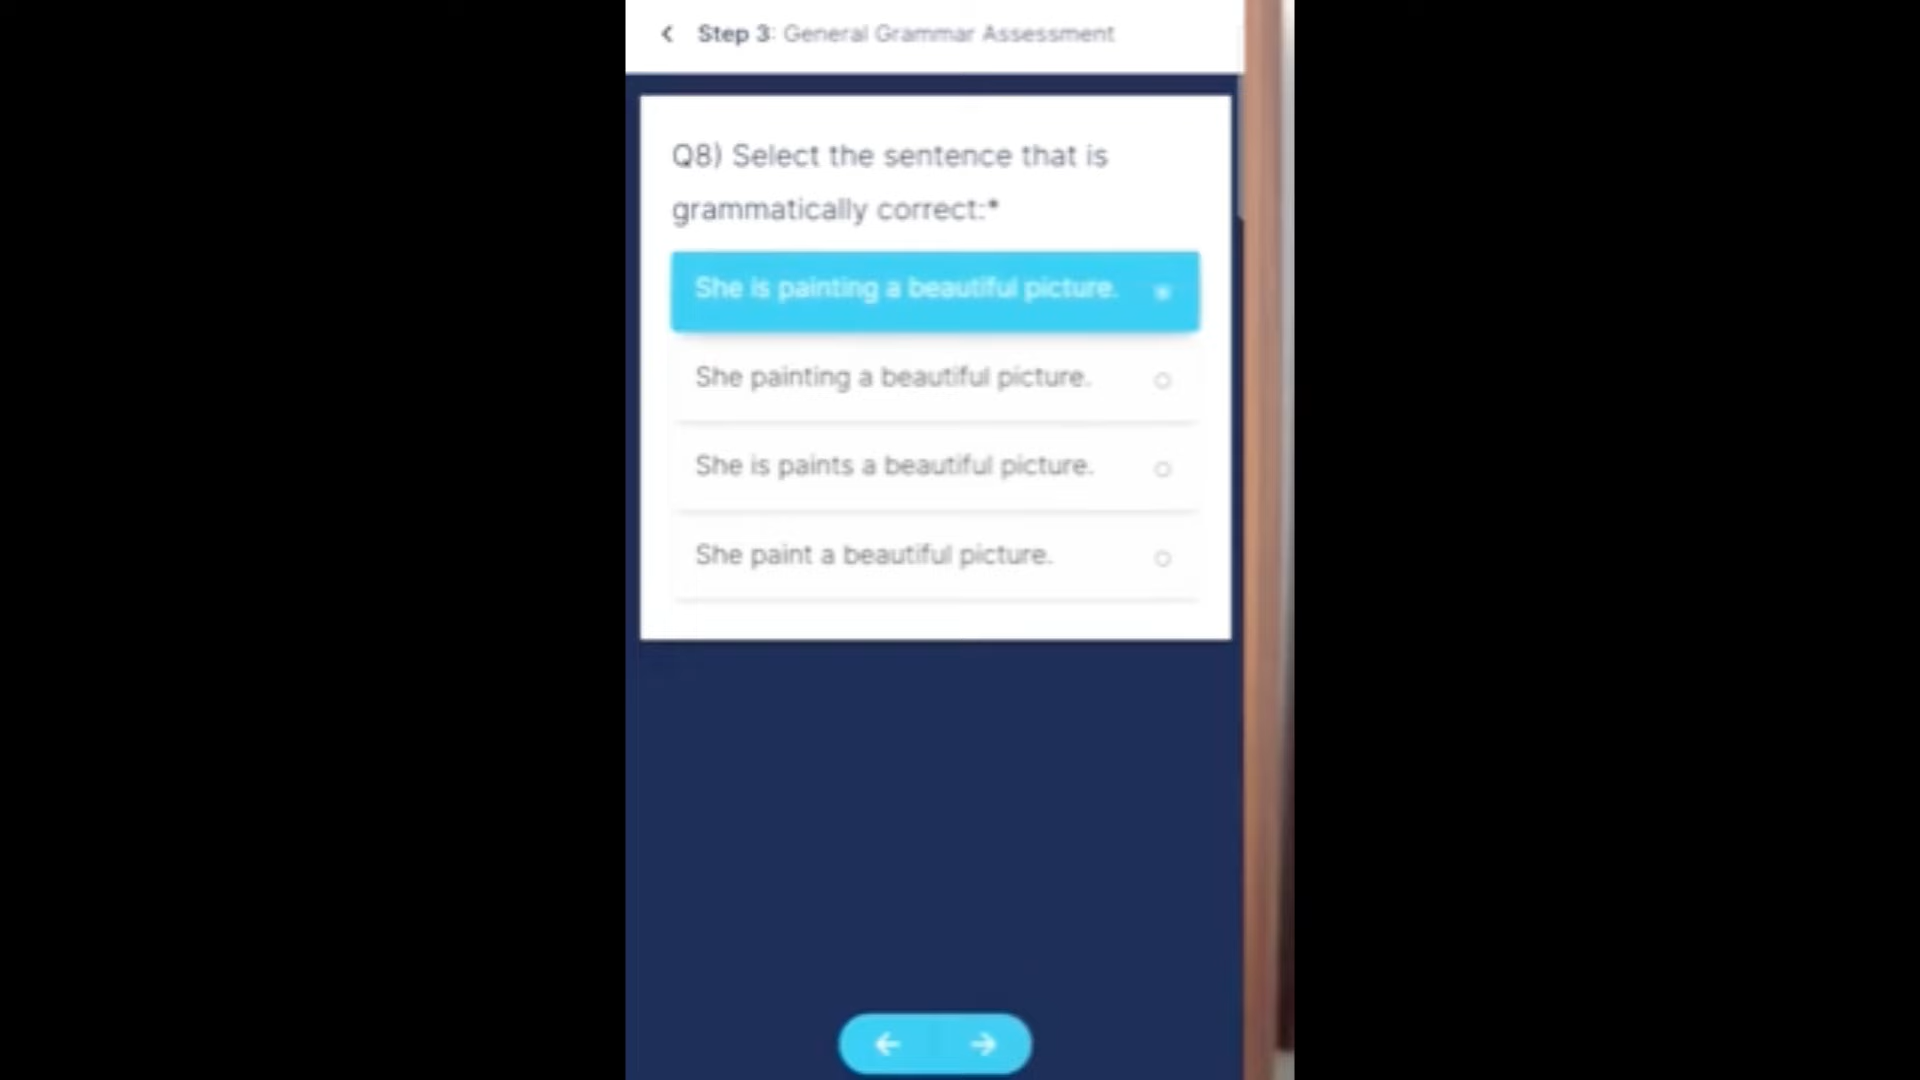 Step 3: General Grammar Assessment
Q8) Select the sentence that is
grammatically correct:*
She is painting a beautiful picture.
She painting a beautiful picture.
She is paints a beautiful picture.
She paint a beautiful picture.